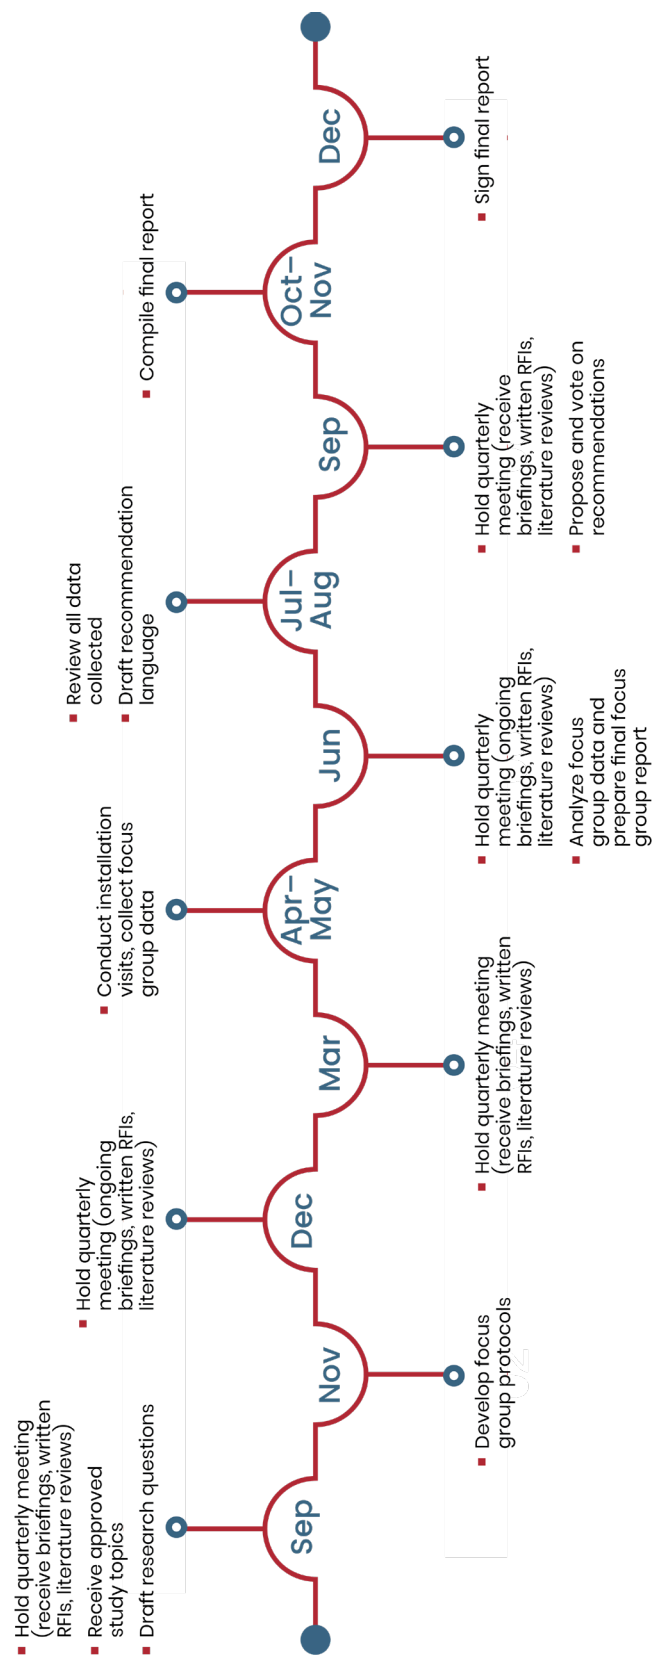 Sep
Hold quarterly meeting
(receive briefings, written
RFIs, literature reviews)
Receive approved
study topics
Draft research questions
Nov
Develop focus
group protocols
Dec
Hold quarterly
meeting (ongoing
briefings, written RFIs,
literature reviews)
Mar
Hold quarterly meeting
(receive briefings, written
RFIs, literature reviews)
Apr–
May
Conduct installation
visits, collect focus
group data
Jun
Hold quarterly
meeting (ongoing
briefings, written RFIs,
literature reviews)
Analyze focus
group data and
prepare final focus
group report
Jul–
Aug
Review all data
collected
Draft recommendation
language
Sep
Hold quarterly
meeting (receive
briefings, written RFIs,
literature reviews)
Propose and vote on
recommendations
Oct–
Nov
Compile final report
Dec
Sign final report